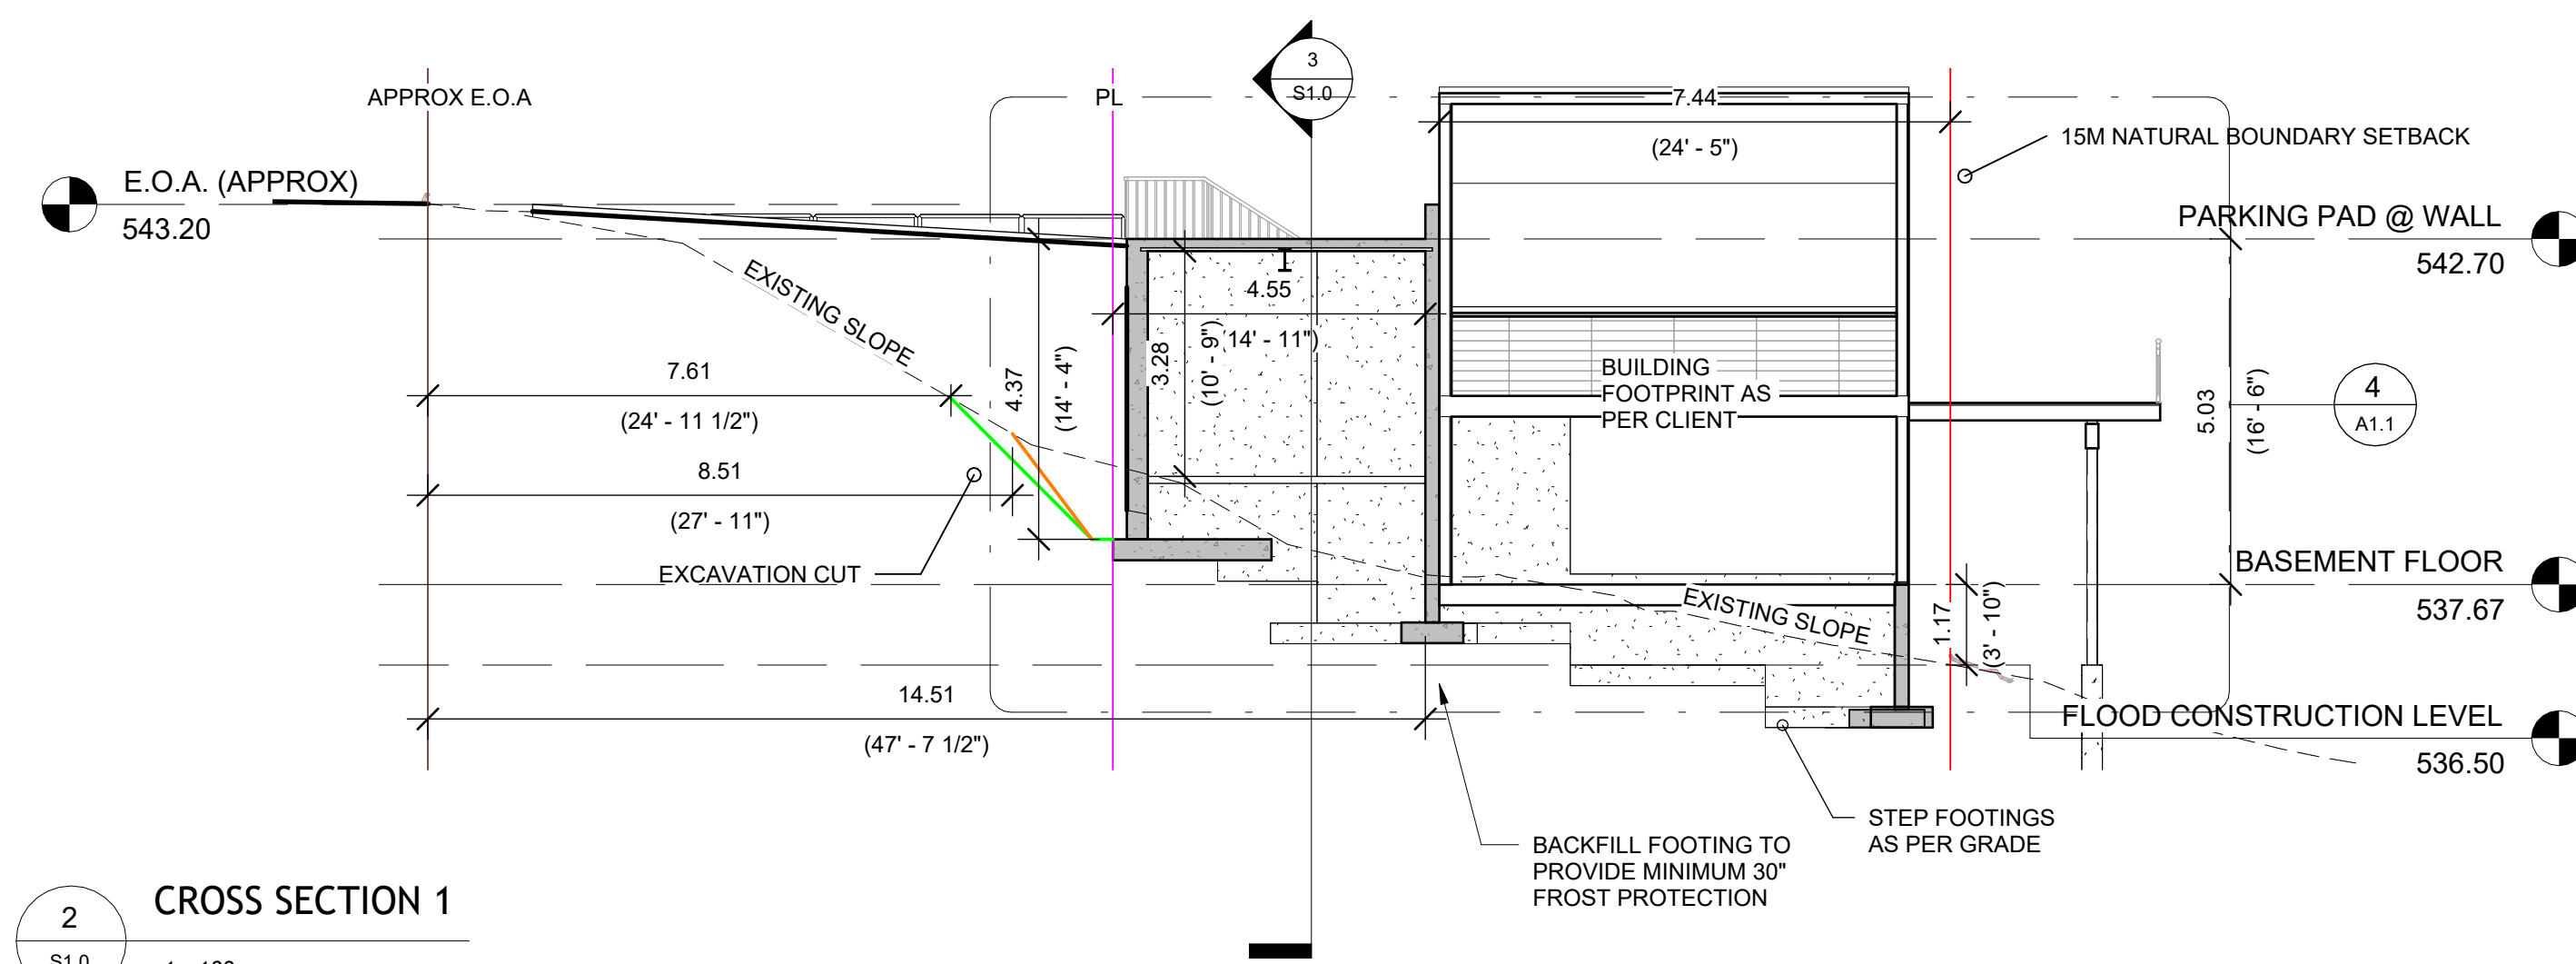 3
S1.0
APPROX E.O.A
PL
7.44
(24' - 5")
15M NATURAL BOUNDARY SETBACK
E.O.A. (APPROX)
543.20
PARKING PAD @ WALL
542.70
EXISTING SLOPE
4.55
(14' - 11")
3.28
(10' - 9")
4.37
(14' - 4")
7.61
(24' - 11 1/2")
BUILDING
FOOTPRINT AS
PER CLIENT
5.03
(16' - 6")
4
A1.1
8.51
(27' - 11")
EXCAVATION CUT
BASEMENT FLOOR
537.67
EXISTING SLOPE
1.17
(3' - 10")
14.51
(47' - 7 1/2")
FLOOD CONSTRUCTION LEVEL
536.50
STEP FOOTINGS
AS PER GRADE
BACKFILL FOOTING TO
PROVIDE MINIMUM 30"
FROST PROTECTION
2
S1.0
CROSS SECTION 1